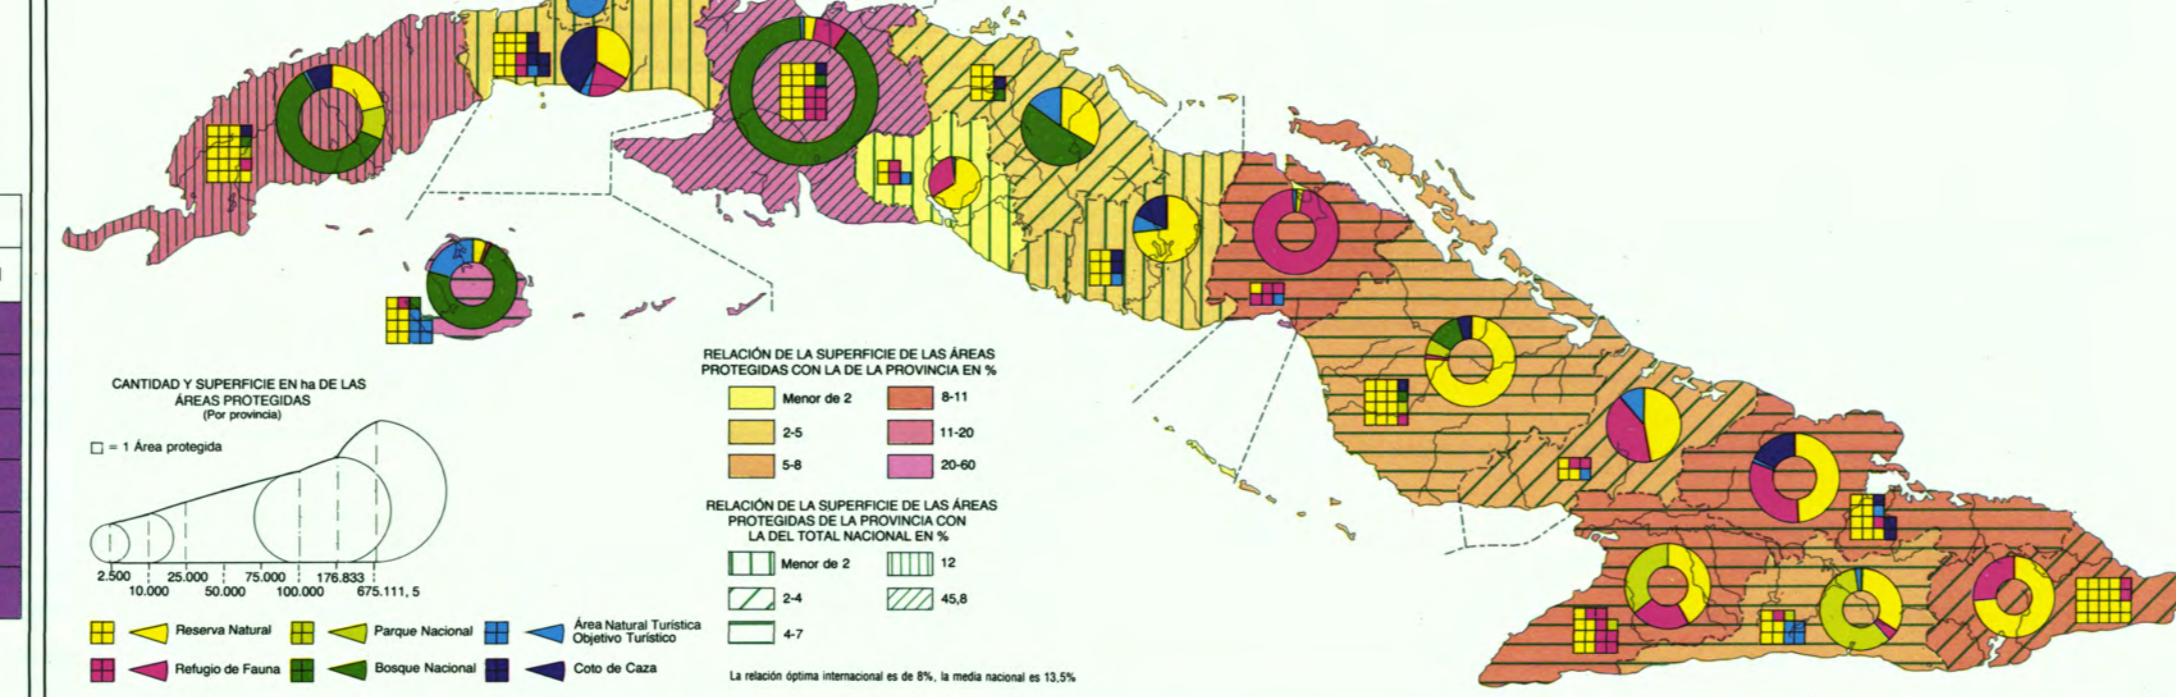 CANTIDAD Y SUPERFICIE EN ha DE LAS
ÁREAS PROTEGIDAS
(Por provincia)
= 1 Área protegida
2.500
10.000
25.000
50.000
75.000
100.000
176.833
675.111, 5
Reserva Natural
Parque Nacional
Área Natural Turística
Objetivo Turístico
Refugio de Fauna
Bosque Nacional
Coto de Caza
RELACIÓN DE LA SUPERFICIE DE LAS ÁREAS
PROTEGIDAS CON LA DE LA PROVINCIA EN %
Menor de 2
8-11
2-5
11-20
5-8
20-60
RELACIÓN DE LA SUPERFICIE DE LAS ÁREAS
PROTEGIDAS DE LA PROVINCIA CON
LA DEL TOTAL NACIONAL EN %
Menor de 2
12
2-4
45,8
4-7
La relación óptima internacional es de 8%, la media nacional es 13,5%